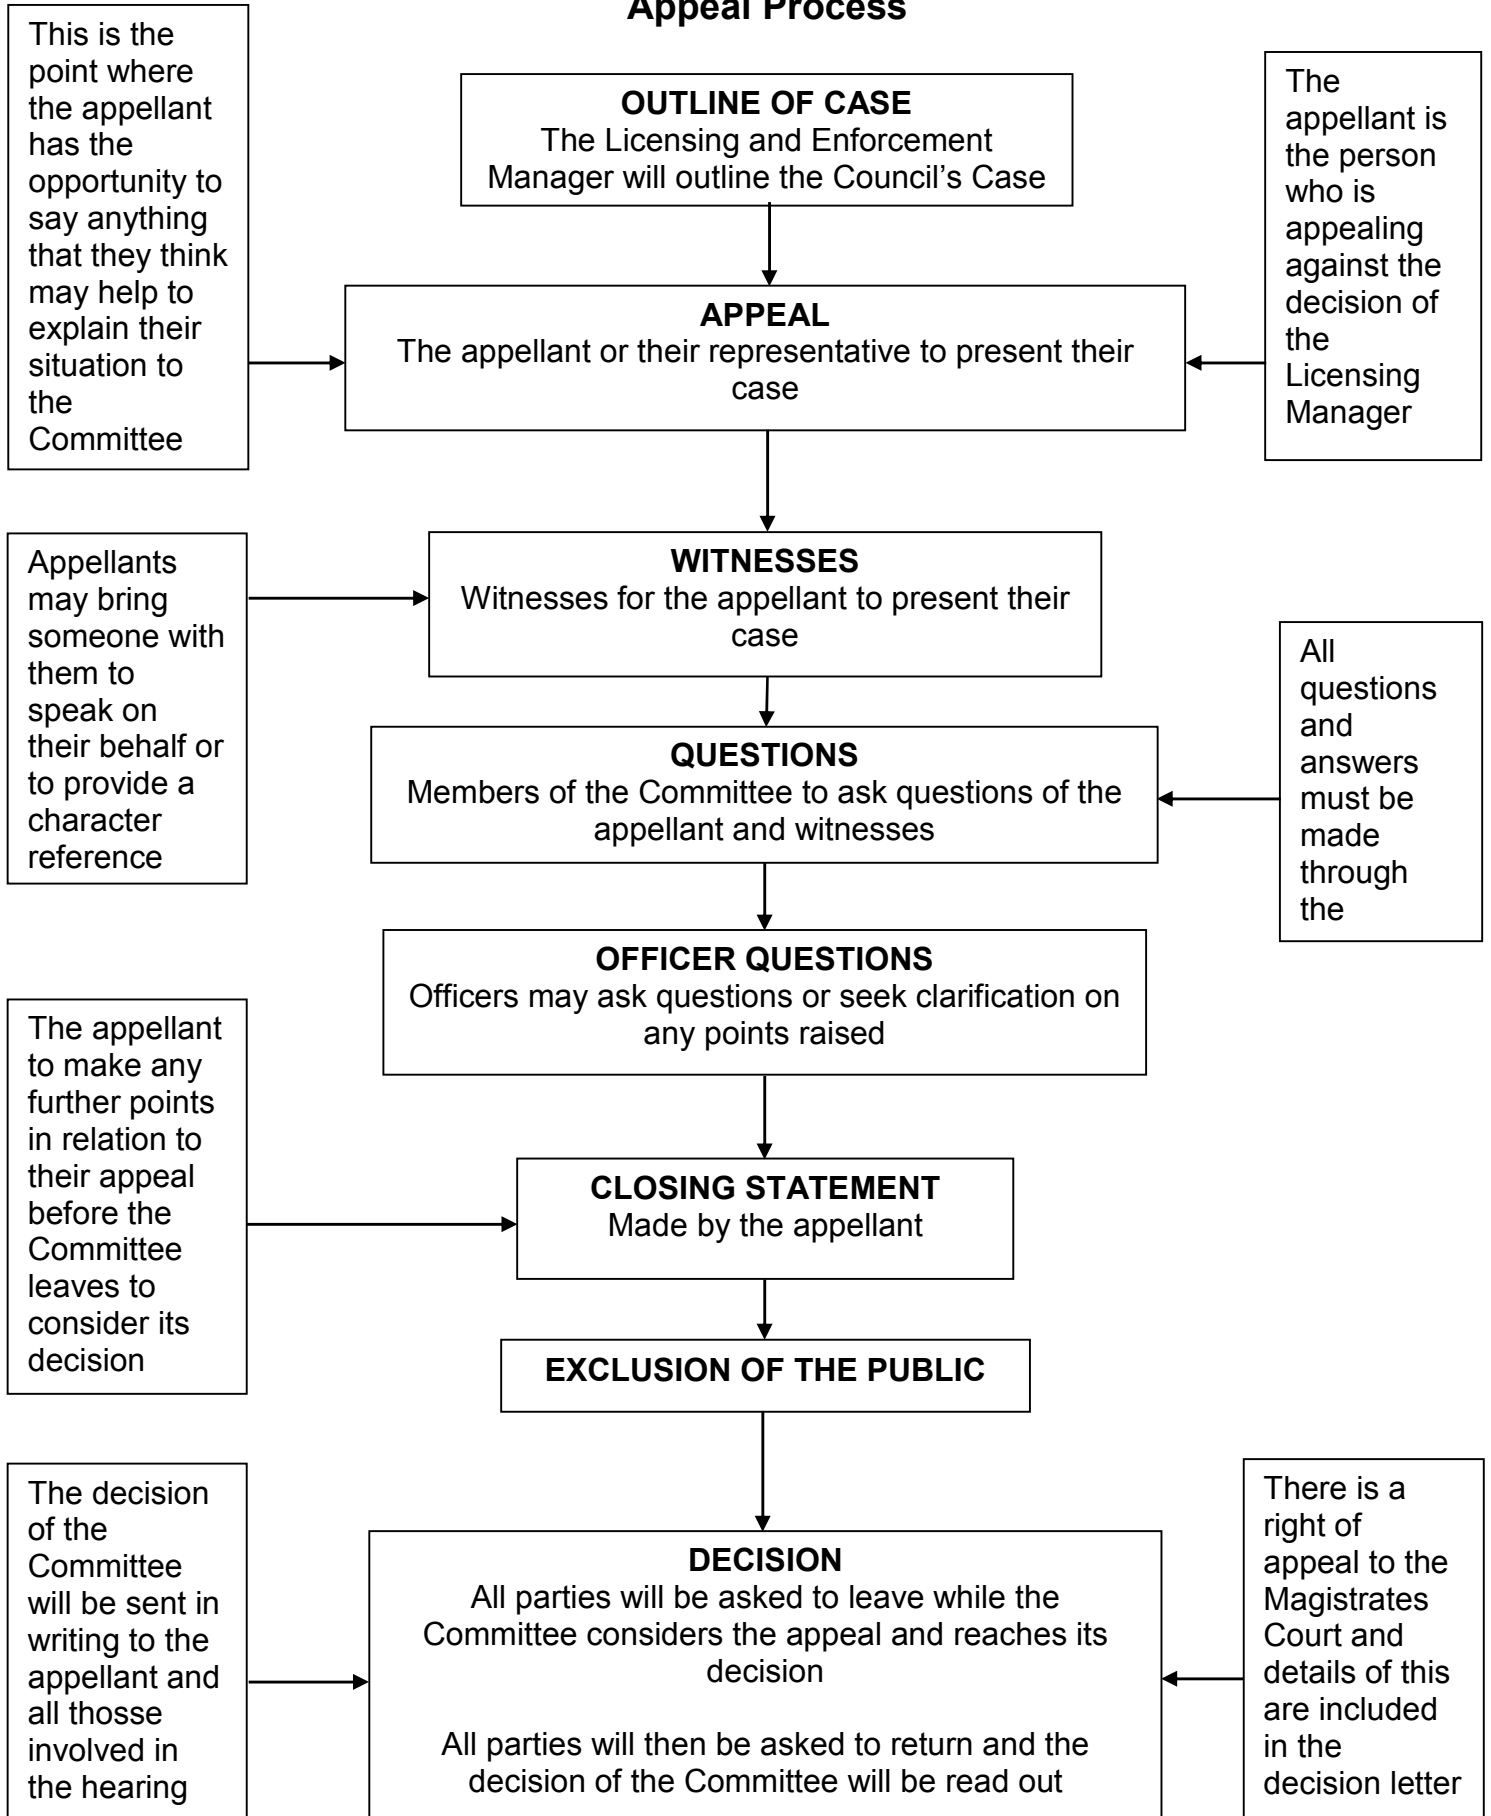 Appeal Process
This is the
point where
the appellant
has the
opportunity to
say anything
that they think
may help to
explain their
situation to
the
Committee
OUTLINE OF CASE
The Licensing and Enforcement
Manager will outline the Council's Case
The
appellant is
the person
who is
appealing
against the
decision of
the
Licensing
Manager
APPEAL
The appellant or their representative to present their
case
Appellants
may bring
someone with
them to
speak on
their behalf or
to provide a
character
reference
WITNESSES
Witnesses for the appellant to present their
case
All
questions
and
answers
must be
made
through
the
QUESTIONS
Members of the Committee to ask questions of the
appellant and witnesses
OFFICER QUESTIONS
Officers may ask questions or seek clarification on
any points raised
The appellant
to make any
further points
in relation to
their appeal
before the
Committee
leaves to
consider its
decision
CLOSING STATEMENT
Made by the appellant
EXCLUSION OF THE PUBLIC
The decision
of the
Committee
will be sent in
writing to the
appellant and
all thosse
involved in
the hearing
DECISION
All parties will be asked to leave while the
Committee considers the appeal and reaches its
decision
All parties will then be asked to return and the
decision of the Committee will be read out
There is a
right of
appeal to the
Magistrates
Court and
details of this
are included
in the
decision letter